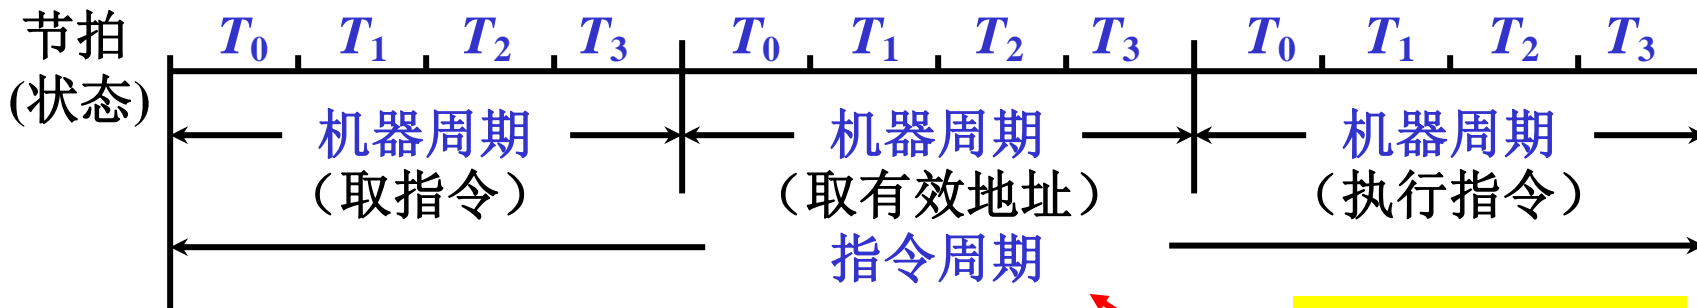 节拍 T0 T1 T2 T3 T0 T1 T2 T3 T0 T1 T2 T3
(状态)
机器周期 机器周期 机器周期
（取指令） （取有效地址） （执行指令）
指令周期